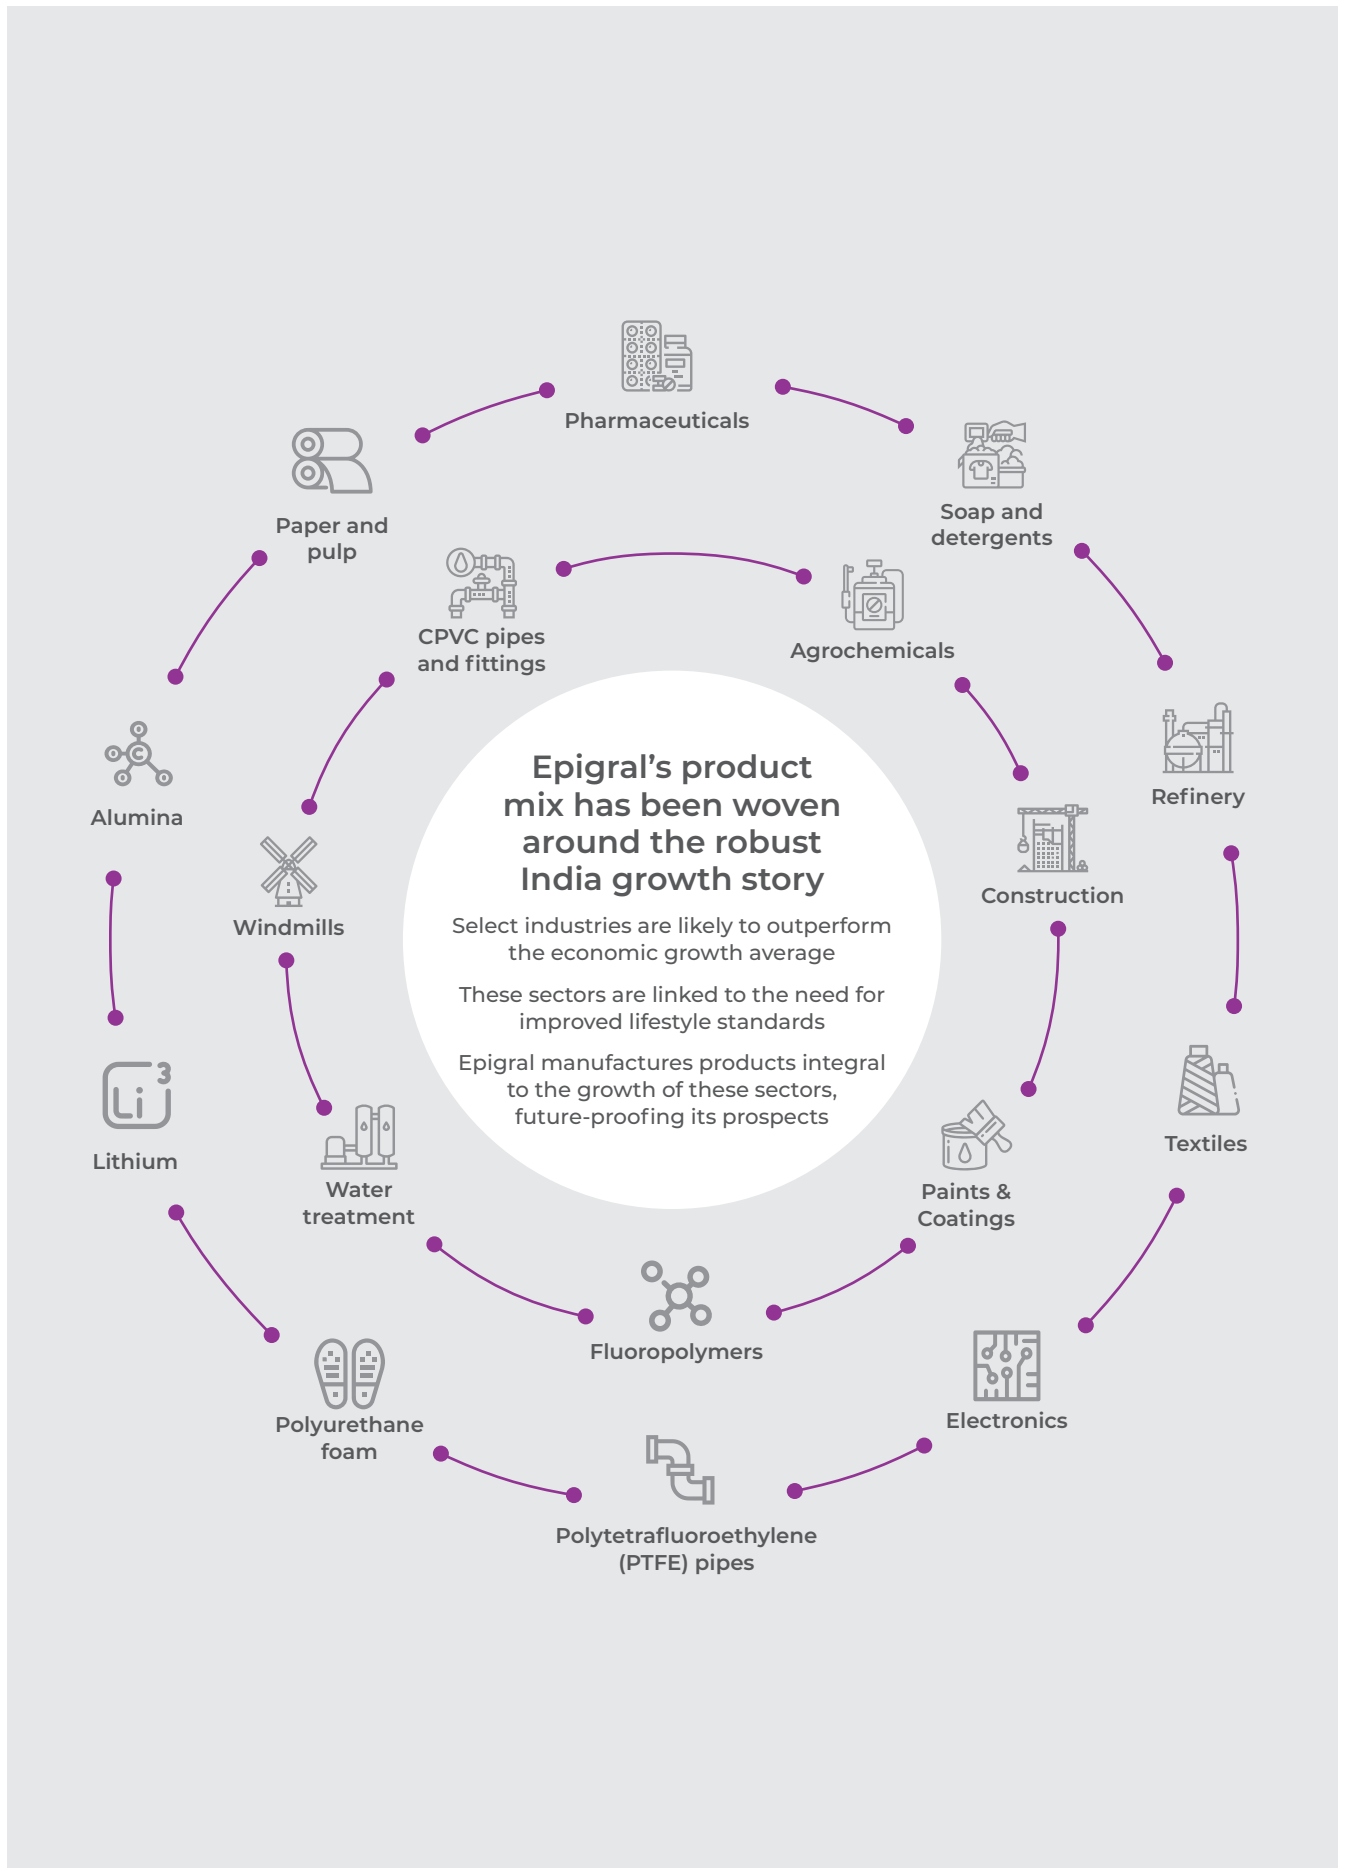 Pharmaceuticals
Soap and
detergents
Paper and
pulp
CPVC pipes
and fittings
Agrochemicals
Refinery
Alumina
Construction
Windmills
Epigral’s product
mix has been woven
around the robust
India growth story
Select industries are likely to outperform
the economic growth average
These sectors are linked to the need for
improved lifestyle standards
Epigral manufactures products integral
to the growth of these sectors,
future-proofing its prospects
3
Li
Lithium
Textiles
Water
treatment
Paints &
Coatings
Fluoropolymers
Polyurethane
foam
Electronics
Polytetrafluoroethylene
(PTFE) pipes